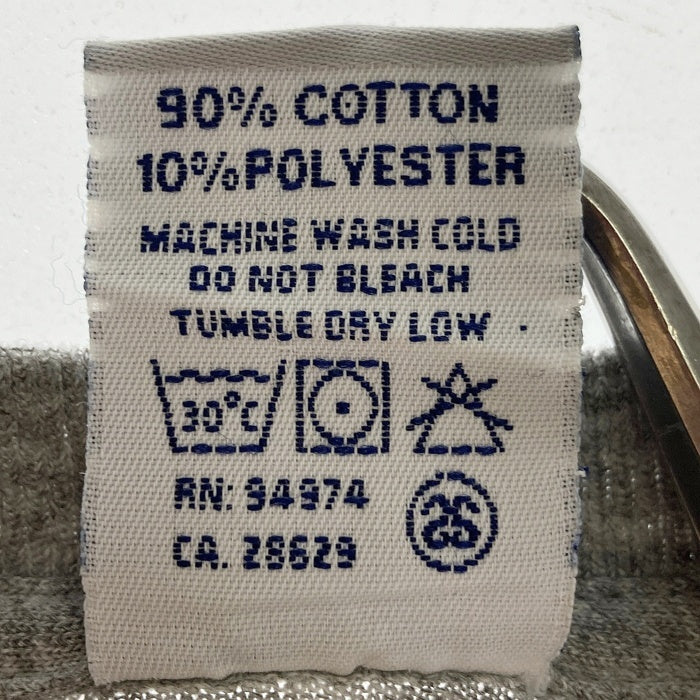 90% COTTON
10% POLYESTER
MACHINE WASH COLD
DO NOT BLEACH
TUMBLE DRY LOW
30°C
RN: 94974
CA. 28629